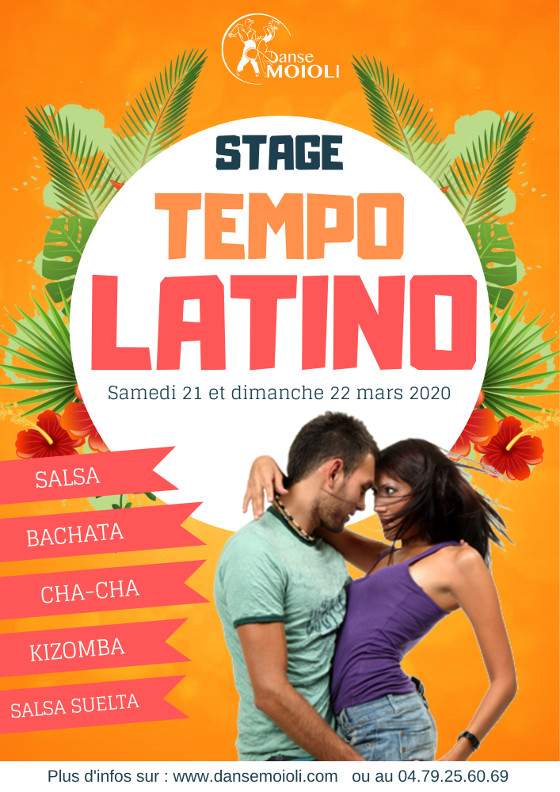 Danse
MOIOLI
STAGE
TEMPO
LATINO
Samedi 21 et dimanche 22 mars 2020
SALSA
BACHATA
CHA-CHA
KIZOMBA
SALSA SUELTA
Plus d'infos sur : www.dansemoioli.com ou au 04.79.25.60.69